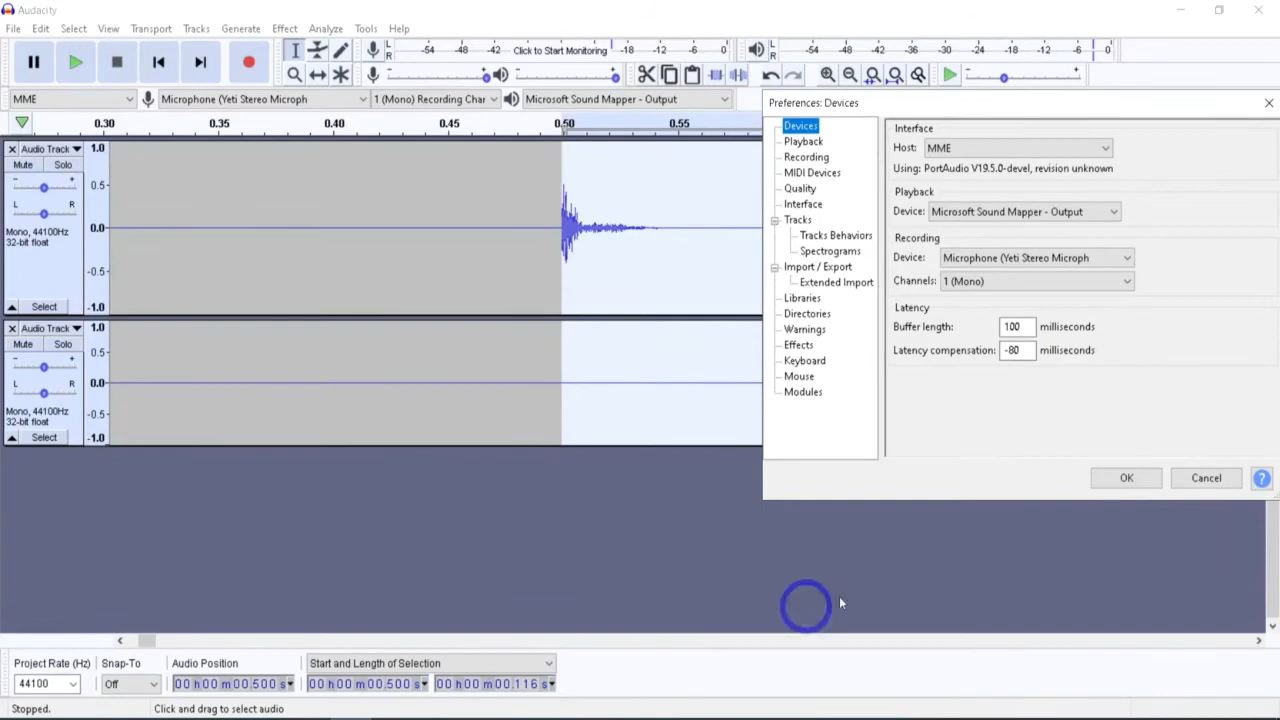 Audacity
File Edit Select View Transport Tracks Generate Effect Analyze Tools Help
L R -54 -48 -42 Click to Start Monitoring -18 -12 -6 0 L R -54 -48 -42 -36 -30 -24 -18 -12 -6 0
- + - + - +
MME Microphone (Yeti Stereo Microph 1 (Mono) Recording Char Microsoft Sound Mapper - Output
0.30 0.35 0.40 0.45 0.50 0.55
Audio Track 1.0
Mute Solo
- + 0.5
L R
Mono, 44100Hz 0.0
32-bit float
-0.5
Select -1.0
Audio Track 1.0
Mute Solo
- + 0.5
L R 0.0
Mono, 44100Hz -0.5
32-bit float
Select -1.0
Preferences: Devices
Devices
Playback
Recording
MIDI Devices
Quality
Interface
Tracks
Tracks Behaviors
Spectrograms
Import / Export
Extended Import
Libraries
Directories
Warnings
Effects
Keyboard
Mouse
Modules
Interface
Host: MME
Using: PortAudio V19.5.0-devel, revision unknown
Playback
Device: Microsoft Sound Mapper - Output
Recording
Device: Microphone (Yeti Stereo Microph
Channels: 1 (Mono)
Latency
Buffer length: 100 milliseconds
Latency compensation: -80 milliseconds
OK Cancel ?
Project Rate (Hz) Snap-To Audio Position Start and Length of Selection
44100 Off 00 h 00 m 00.500 s 00 h 00 m 00.500 s 00 h 00 m 00.116 s
Stopped. Click and drag to select audio